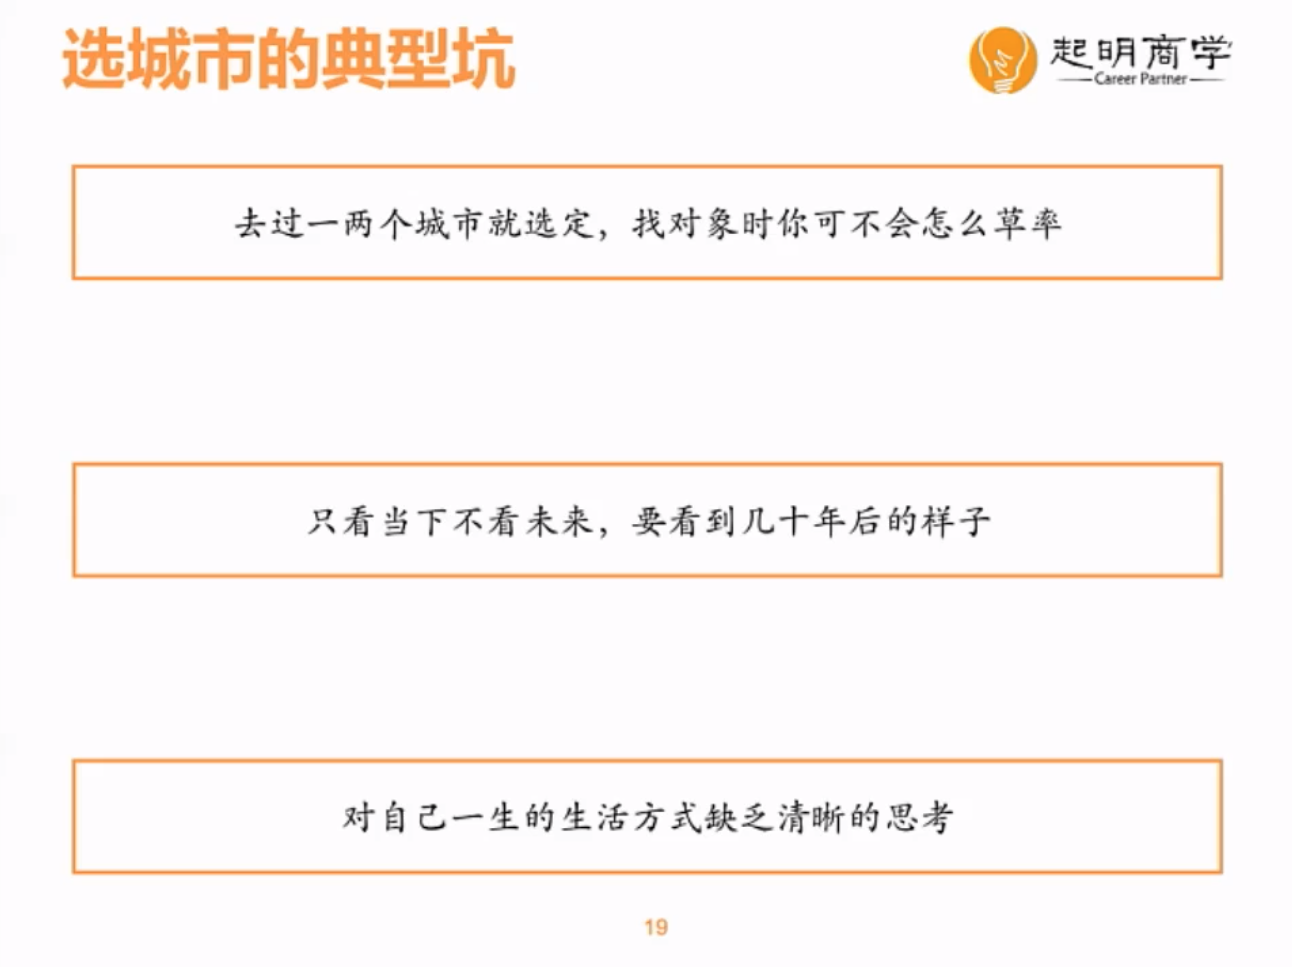 选城市的典型坑
起明商学
Career Partner
去过一两个城市就选定，找对象时你可不会怎么草率
只看当下不看未来，要看到几十年后的样子
对自己一生的生活方式缺乏清晰的思考
19